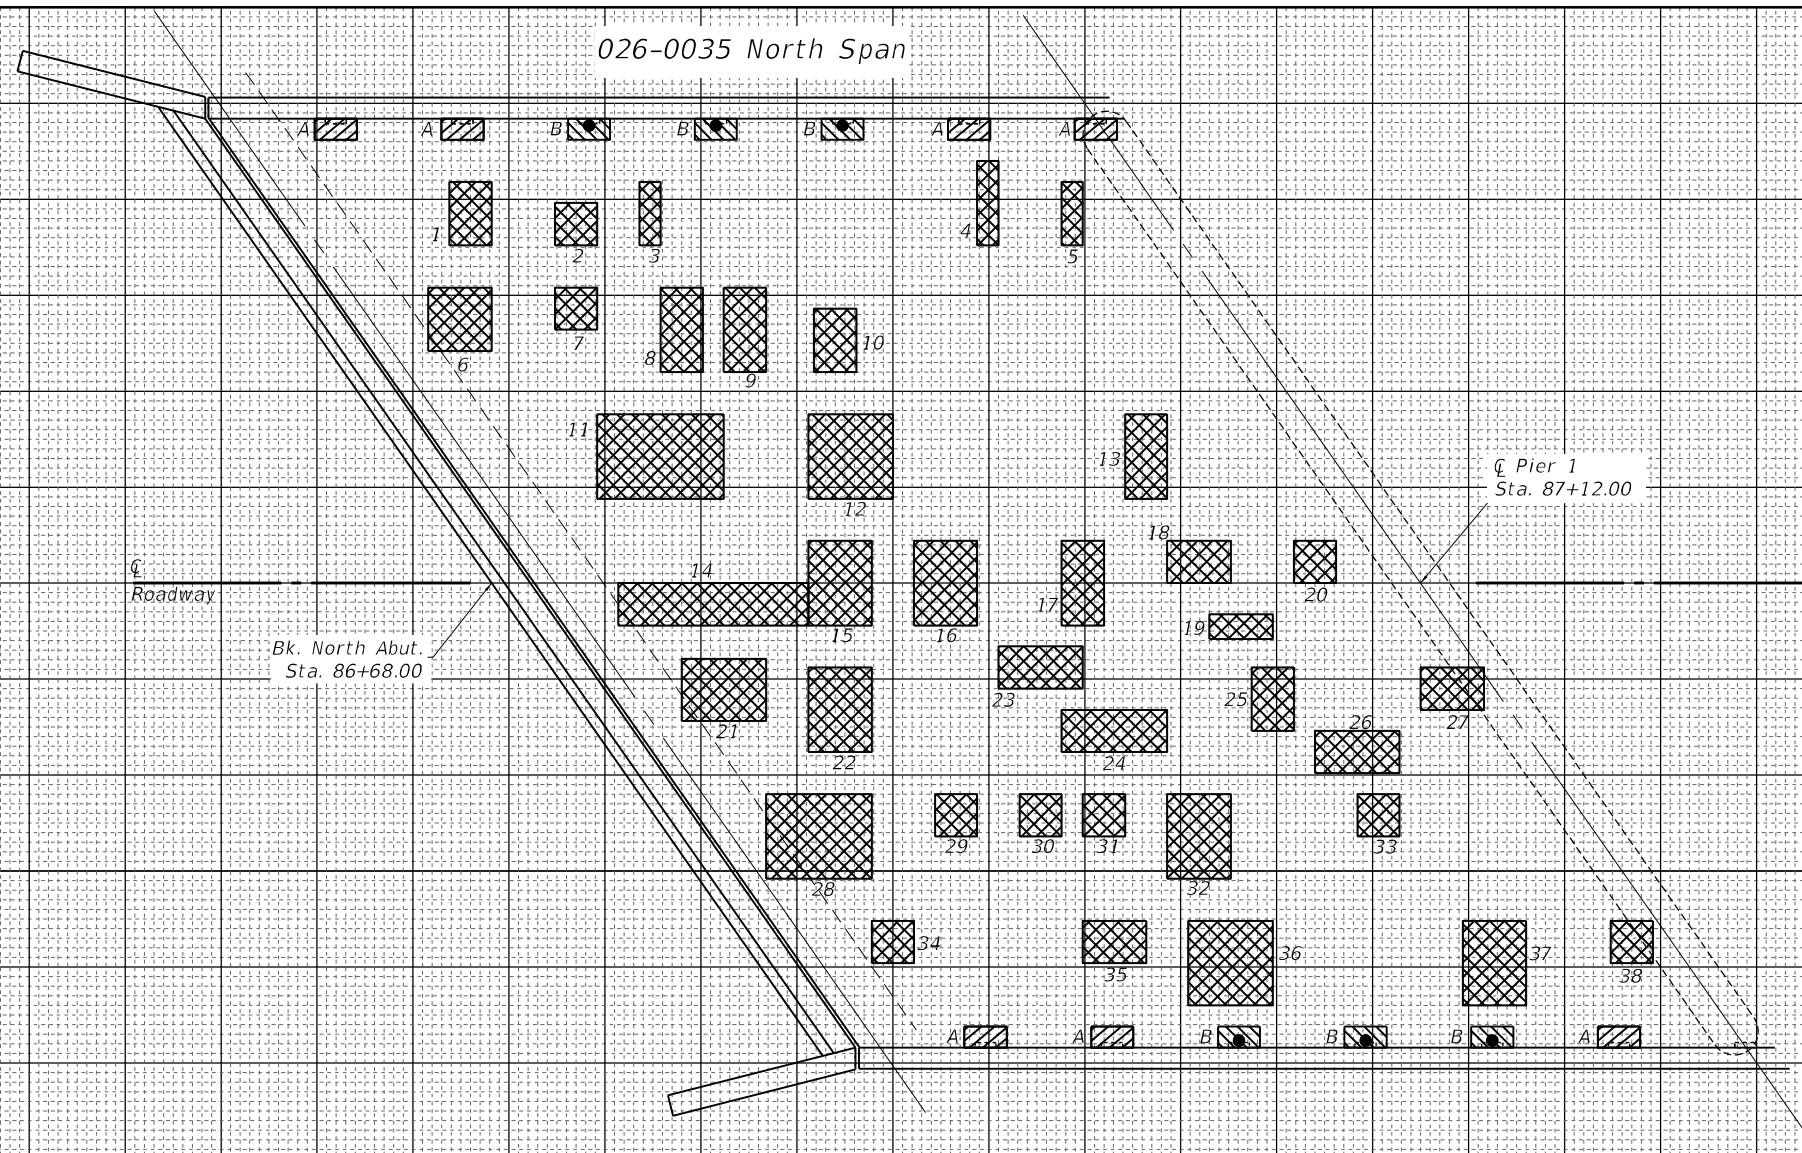 026-0035 North Span
A A B B B A A
1 2 3 4 5
6 7 8 9 10
11 12 13
℄ Pier 1
Sta. 87+12.00
14 15 16 17 18 19 20
℄
Roadway
Bk. North Abut.
Sta. 86+68.00
21 22 23 24 25 26 27
28 29 30 31 32 33
34 35 36 37 38
A A B B B A